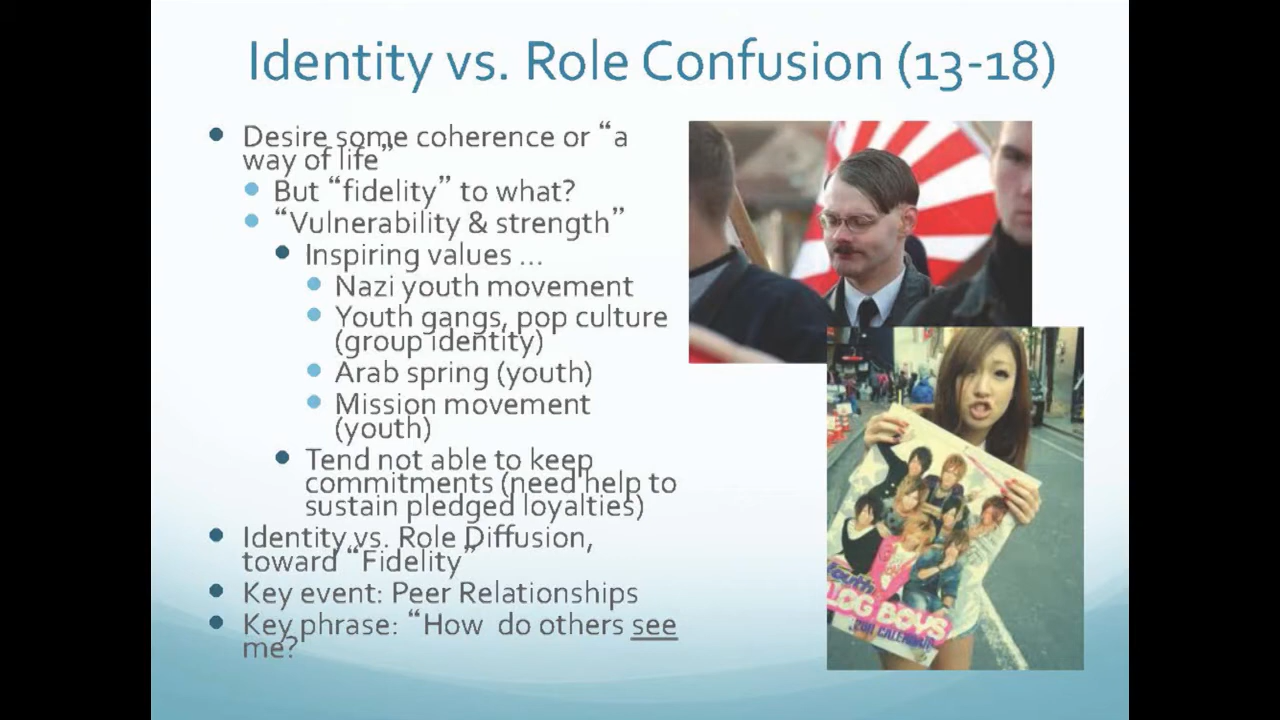 Identity vs. Role Confusion (13-18)
Desire some coherence or “a
way of life”
But “fidelity” to what?
“Vulnerability & strength”
Inspiring values ...
Nazi youth movement
Youth gangs, pop culture
(group identity)
Arab spring (youth)
Mission movement
(youth)
Tend not able to keep
commitments (need help to
sustain pledged loyalties)
Identity vs. Role Diffusion,
toward “Fidelity”
Key event: Peer Relationships
Key phrase: “How  do others see
me?
LOG BOYS
2011 CALENDAR